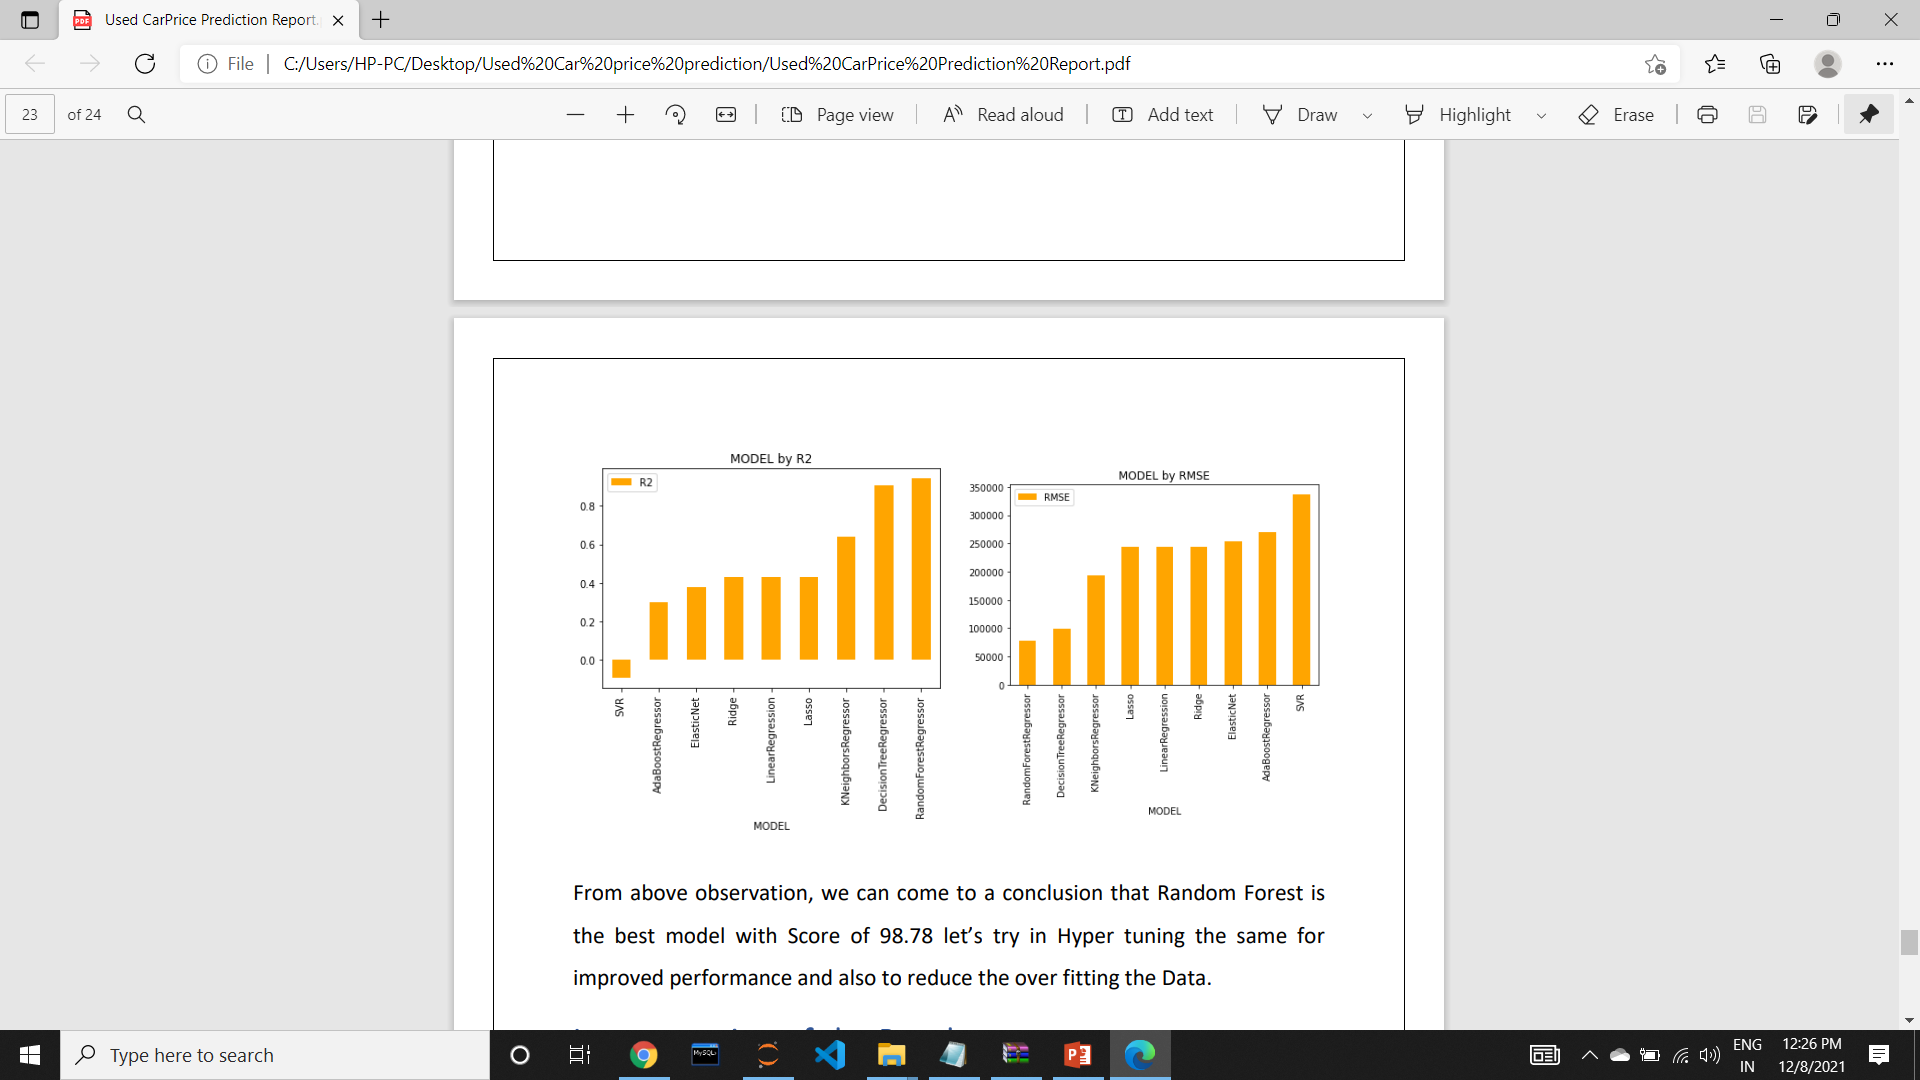 Used CarPrice Prediction Report.
File
C:/Users/HP-PC/Desktop/Used%20Car%20price%20prediction/Used%20CarPrice%20Prediction%20Report.pdf
23 of 24
Page view
Read aloud
Add text
Draw
Highlight
Erase
MODEL by R2
R2
0.8
0.6
0.4
0.2
0.0
SVR
AdaBoostRegressor
ElasticNet
Ridge
LinearRegression
Lasso
KNeighborsRegressor
DecisionTreeRegressor
RandomForestRegressor
MODEL
MODEL by RMSE
RMSE
350000
300000
250000
200000
150000
100000
50000
0
RandomForestRegressor
DecisionTreeRegressor
KNeighborsRegressor
Lasso
LinearRegression
Ridge
ElasticNet
AdaBoostRegressor
SVR
MODEL
From above observation, we can come to a conclusion that Random Forest is
the best model with Score of 98.78 let’s try in Hyper tuning the same for
improved performance and also to reduce the over fitting the Data.
Type here to search
MySQL
ENG
IN
12:26 PM
12/8/2021